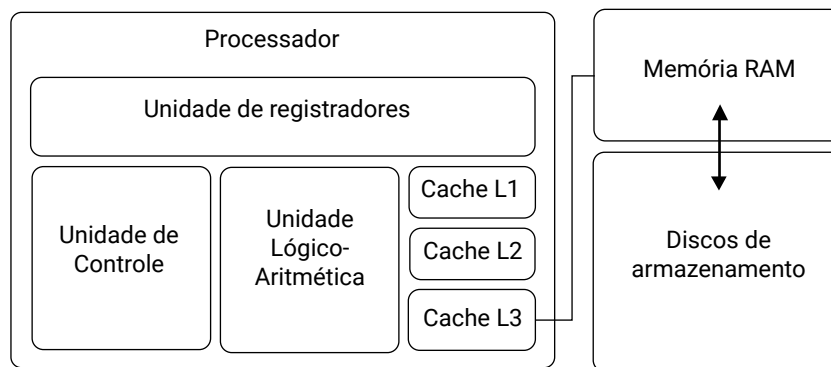 Processador
Unidade de registradores
Unidade de
Controle
Unidade
Lógico-
Aritmética
Cache L1
Cache L2
Cache L3
Memória RAM
Discos de
armazenamento